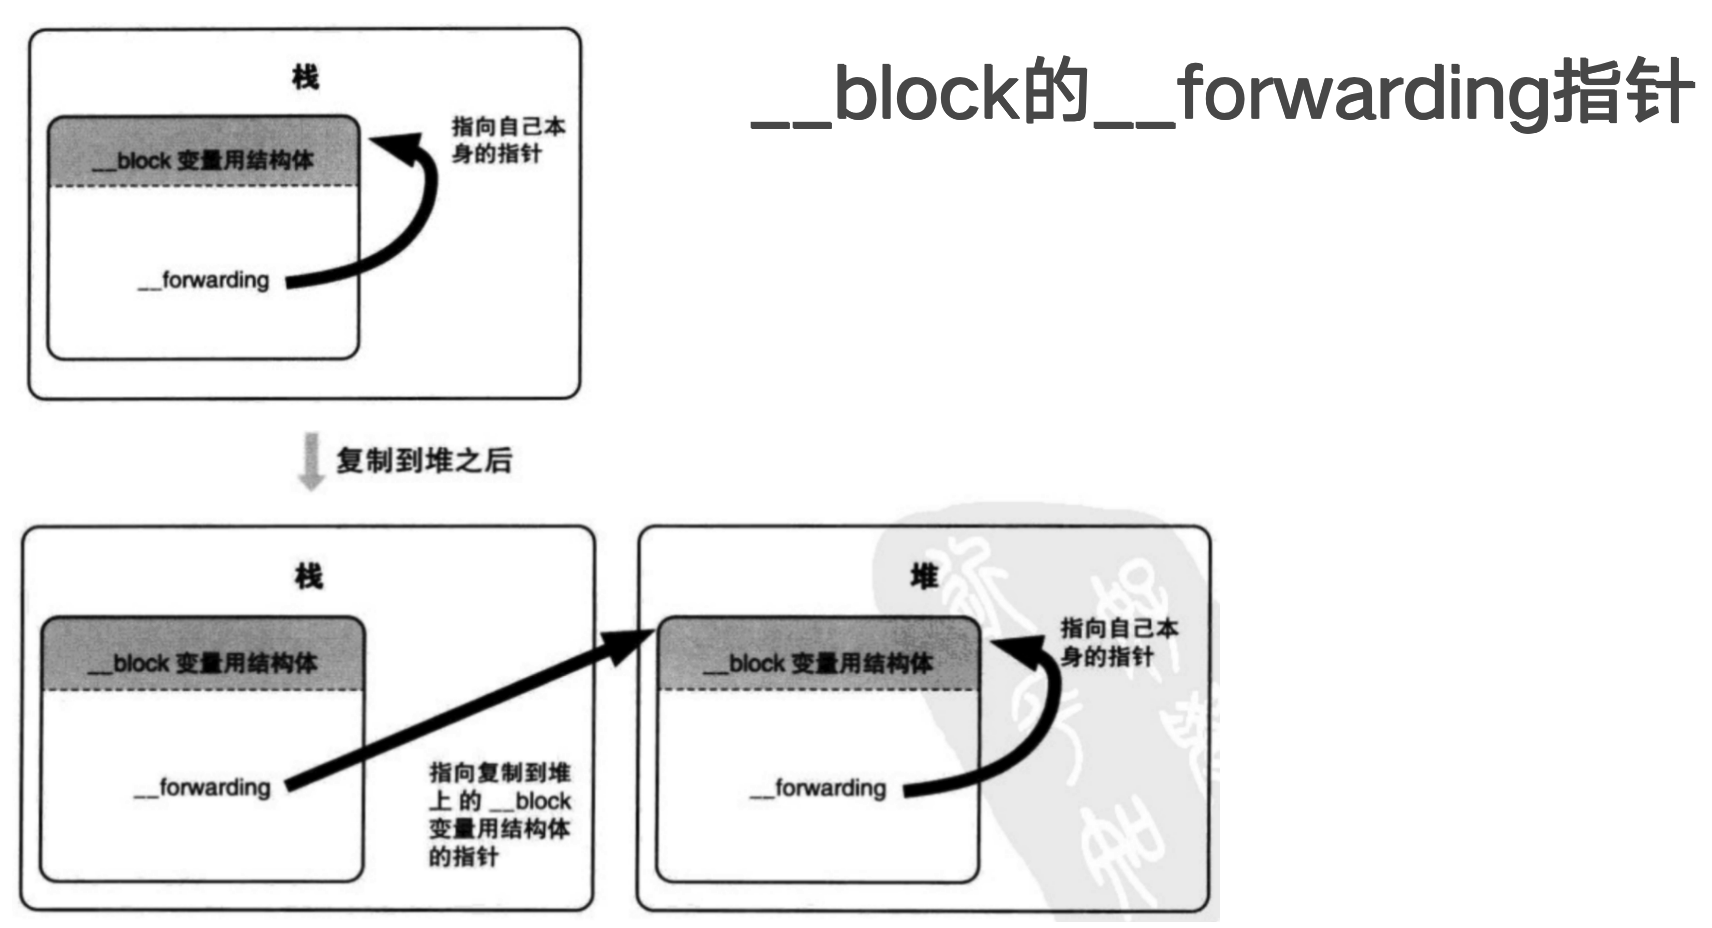 __block的__forwarding指针
栈
指向自己本
身的指针
__block 变量用结构体
__forwarding
复制到堆之后
栈
__block 变量用结构体
__forwarding
指向复制到堆
上 的 __block
变量用结构体
的指针
堆
指向自己本
身的指针
__block 变量用结构体
__forwarding